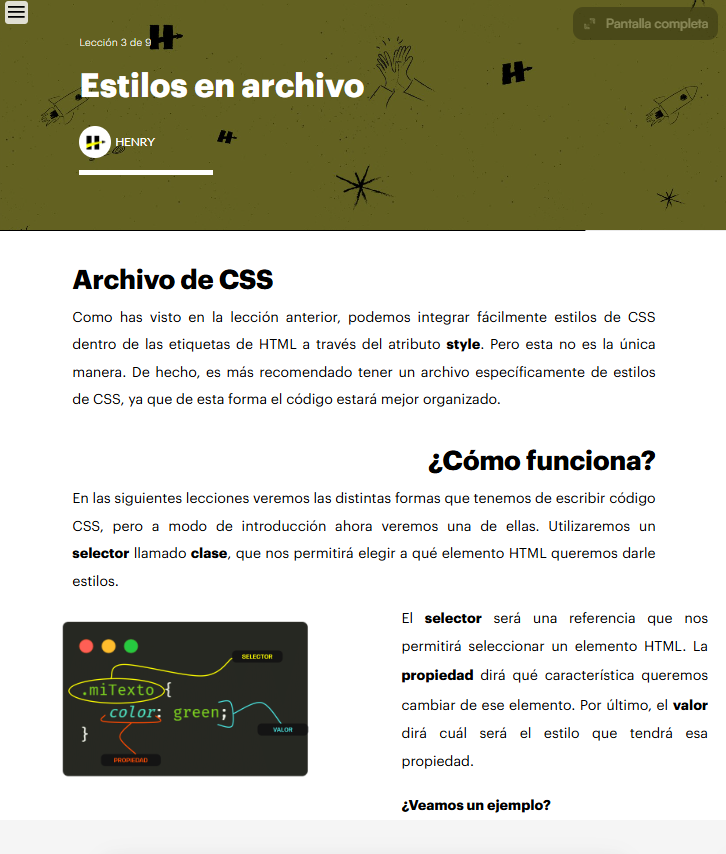 Pantalla completa
Lección 3 de 9
Estilos en archivo
HENRY
Archivo de CSS
Como has visto en la lección anterior, podemos integrar fácilmente estilos de CSS
dentro de las etiquetas de HTML a través del atributo style. Pero esta no es la única
manera. De hecho, es más recomendado tener un archivo específicamente de estilos
de CSS, ya que de esta forma el código estará mejor organizado.
¿Cómo funciona?
En las siguientes lecciones veremos las distintas formas que tenemos de escribir código
CSS, pero a modo de introducción ahora veremos una de ellas. Utilizaremos un
selector llamado clase, que nos permitirá elegir a qué elemento HTML queremos darle
estilos.
SELECTOR
.miTexto {
color: green;
}
VALOR
PROPIEDAD
El selector será una referencia que nos
permitirá seleccionar un elemento HTML. La
propiedad dirá qué característica queremos
cambiar de ese elemento. Por último, el valor
dirá cuál será el estilo que tendrá esa
propiedad.
¿Veamos un ejemplo?